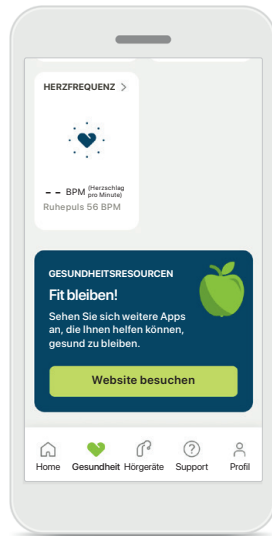 HERZFREQUENZ >
-- BPM (Herzschlag pro Minute)
Ruhepuls 56 BPM
GESUNDHEITSRESOURCEN
Fit bleiben!
Sehen Sie sich weitere Apps
an, die Ihnen helfen können,
gesund zu bleiben.
Website besuchen
Home Gesundheit Hörgeräte Support Profil